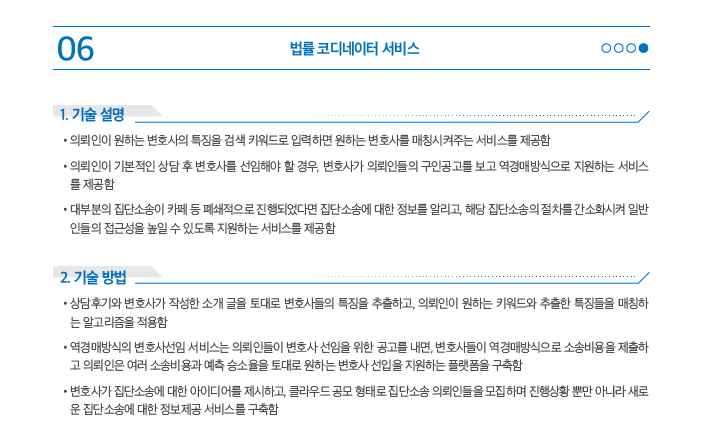 06
법률 코디네이터 서비스
1. 기술 설명
• 의뢰인이 원하는 변호사의 특징을 검색 키워드로 입력하면 원하는 변호사를 매칭시켜주는 서비스를 제공함
• 의뢰인이 기본적인 상담 후 변호사를 선임해야 할 경우, 변호사가 의뢰인들의 구인공고를 보고 역경매방식으로 지원하는 서비스
를 제공함
• 대부분의 집단소송이 카페 등 폐쇄적으로 진행되었다면 집단소송에 대한 정보를 알리고, 해당 집단소송의 절차를 간소화시켜 일반
인들의 접근성을 높일 수 있도록 지원하는 서비스를 제공함
2. 기술 방법
• 상담후기와 변호사가 작성한 소개 글을 토대로 변호사들의 특징을 추출하고, 의뢰인이 원하는 키워드와 추출한 특징들을 매칭하
는 알고리즘을 적용함
• 역경매방식의 변호사선임 서비스는 의뢰인들이 변호사 선임을 위한 공고를 내면, 변호사들이 역경매방식으로 소송비용을 제출하
고 의뢰인은 여러 소송비용과 예측 승소율을 토대로 원하는 변호사 선입을 지원하는 플랫폼을 구축함
• 변호사가 집단소송에 대한 아이디어를 제시하고, 클라우드 공모 형태로 집단소송 의뢰인들을 모집하며 진행상황 뿐만 아니라 새로
운 집단소송에 대한 정보제공 서비스를 구축함